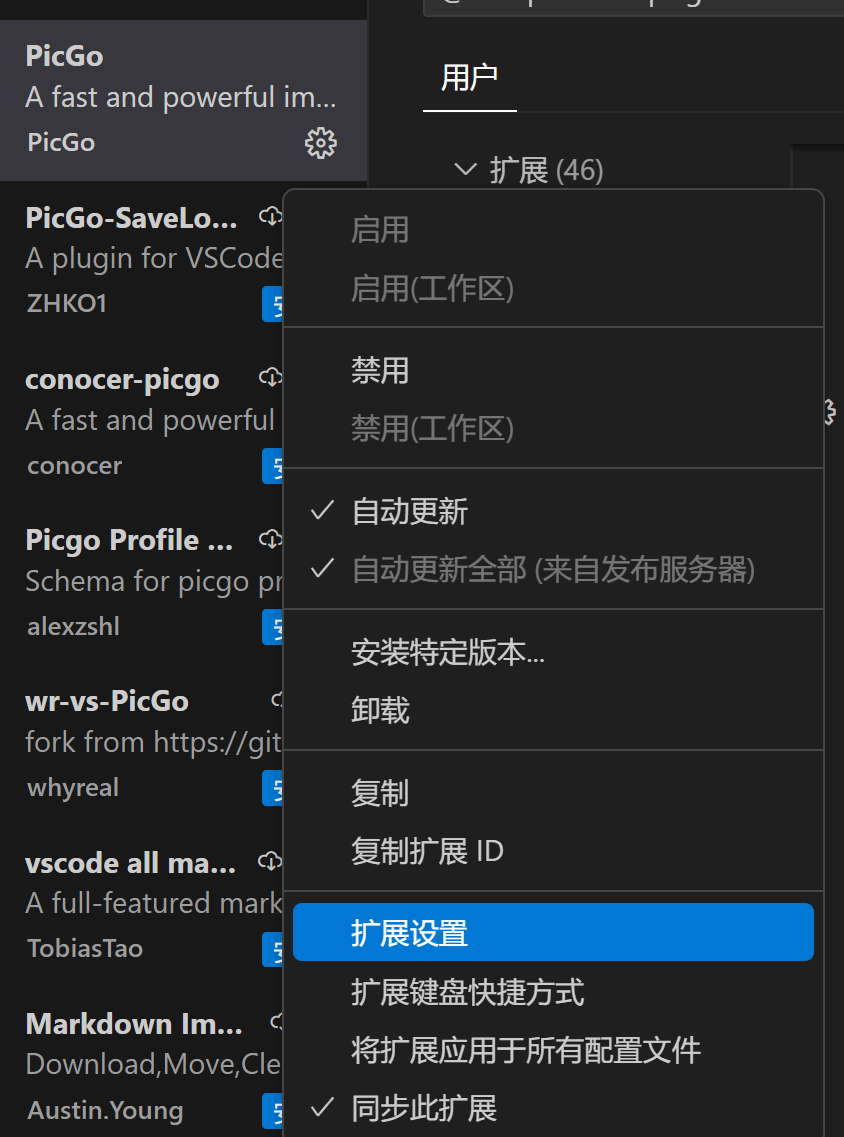 PicGo
A fast and powerful im...
PicGo
PicGo-SaveLo...
A plugin for VSCode
ZHKO1
conocer-picgo
A fast and powerful
conocer
Picgo Profile ...
Schema for picgo pr
alexzshl
wr-vs-PicGo
fork from https://git
whyreal
vscode all ma...
A full-featured mark
TobiasTao
Markdown Im...
Download,Move,Cle
Austin.Young
用户
扩展 (46)
启用
启用(工作区)
禁用
禁用(工作区)
自动更新
自动更新全部 (来自发布服务器)
安装特定版本...
卸载
复制
复制扩展 ID
扩展设置
扩展键盘快捷方式
将扩展应用于所有配置文件
同步此扩展